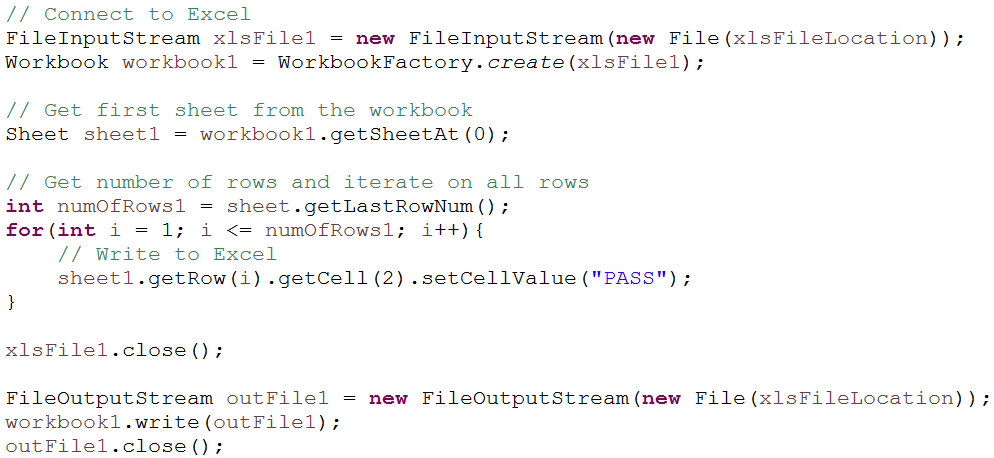 // Connect to Excel
FileInputStream xlsFile1 = new FileInputStream(new File(xlsFileLocation));
Workbook workbook1 = WorkbookFactory.create(xlsFile1);
// Get first sheet from the workbook
Sheet sheet1 = workbook1.getSheetAt(0);
// Get number of rows and iterate on all rows
int numOfRows1 = sheet.getLastRowNum();
for(int i = 1; i <= numOfRows1; i++){
    // Write to Excel
    sheet1.getRow(i).getCell(2).setCellValue("PASS");
}
xlsFile1.close();
FileOutputStream outFile1 = new FileOutputStream(new File(xlsFileLocation));
workbook1.write(outFile1);
outFile1.close();